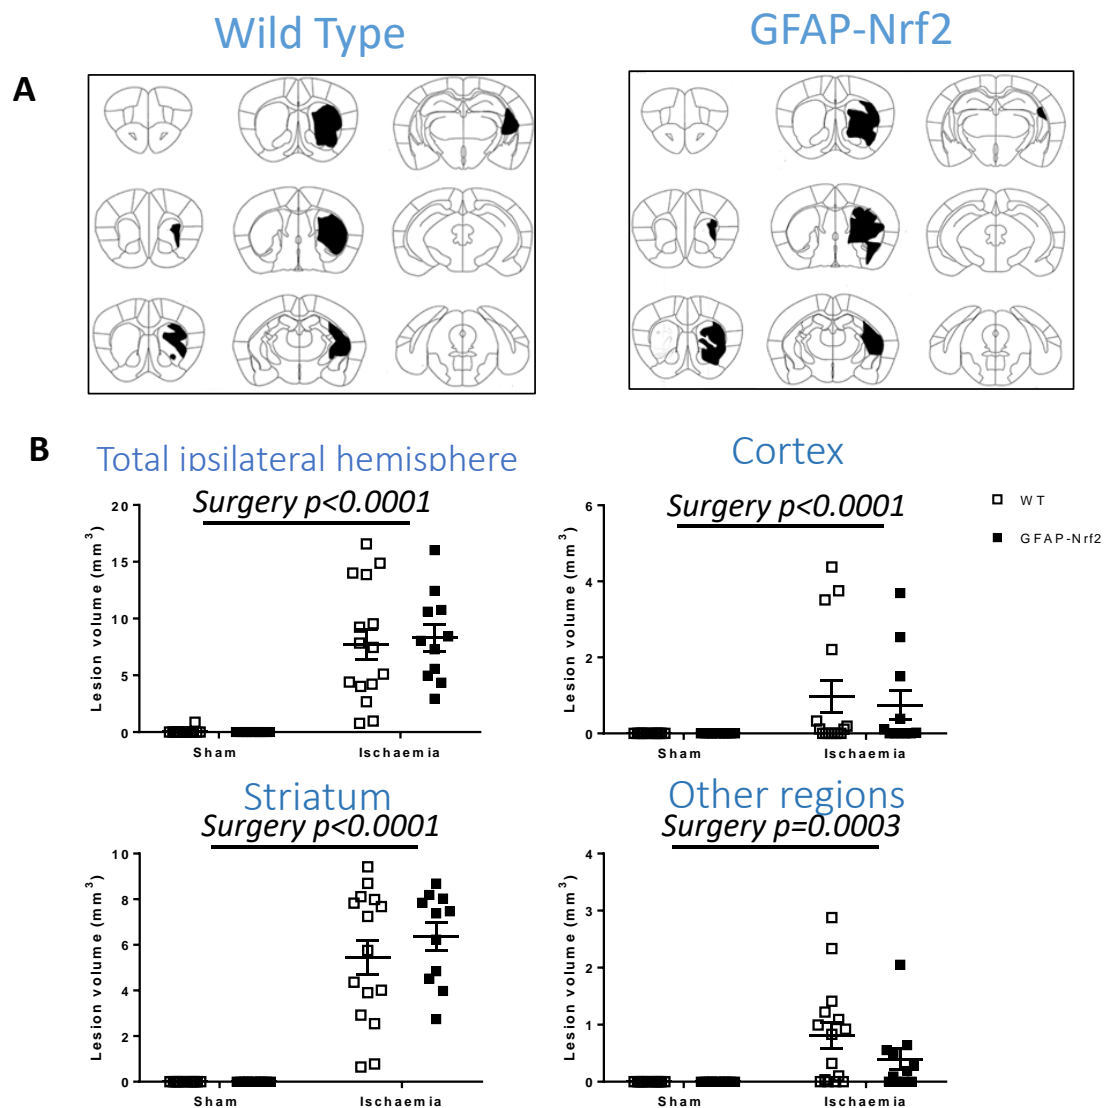 Wild Type
GFAP-Nrf2
A
B
Total ipsilateral hemisphere
Surgery p<0.0001
20
15
10
5
0
Lesion volume (mm3)
Sham
Ischaemia
Cortex
Surgery p<0.0001
6
4
2
0
Lesion volume (mm3)
Sham
Ischaemia
WT
GFAP-Nrf2
Striatum
Surgery p<0.0001
10
8
6
4
2
0
Lesion volume (mm3)
Sham
Ischaemia
Other regions
Surgery p=0.0003
4
3
2
1
0
Lesion volume (mm3)
Sham
Ischaemia